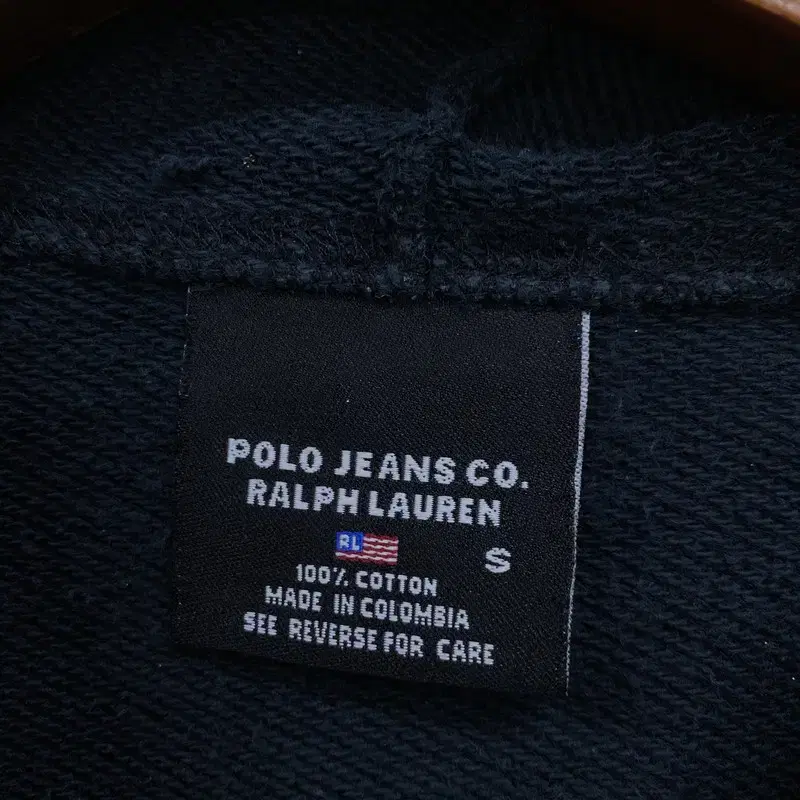 POLO JEANS CO.
RALPH LAUREN
RL
S
100% COTTON
MADE IN COLOMBIA
SEE REVERSE FOR CARE